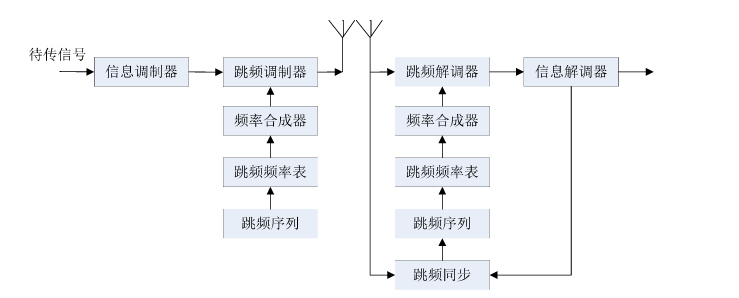 待传信号
信息调制器
跳频调制器
跳频解调器
信息解调器
频率合成器
频率合成器
跳频频率表
跳频频率表
跳频序列
跳频序列
跳频同步